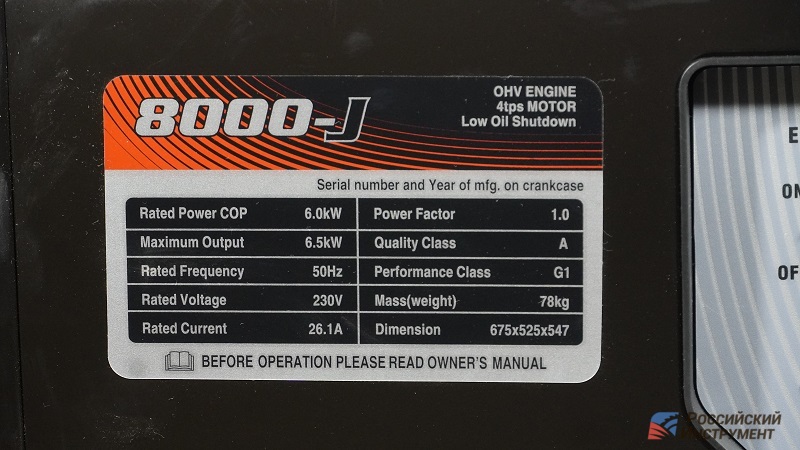 8000-J
OHV ENGINE
4tps MOTOR
Low Oil Shutdown
Serial number and Year of mfg. on crankcase
Rated Power COP 6.0kW Power Factor 1.0
Maximum Output 6.5kW Quality Class A
Rated Frequency 50Hz Performance Class G1
Rated Voltage 230V Mass(weight) 78kg
Rated Current 26.1A Dimension 675x525x547
BEFORE OPERATION PLEASE READ OWNER'S MANUAL
E
ON
OF
Российский
Инструмент